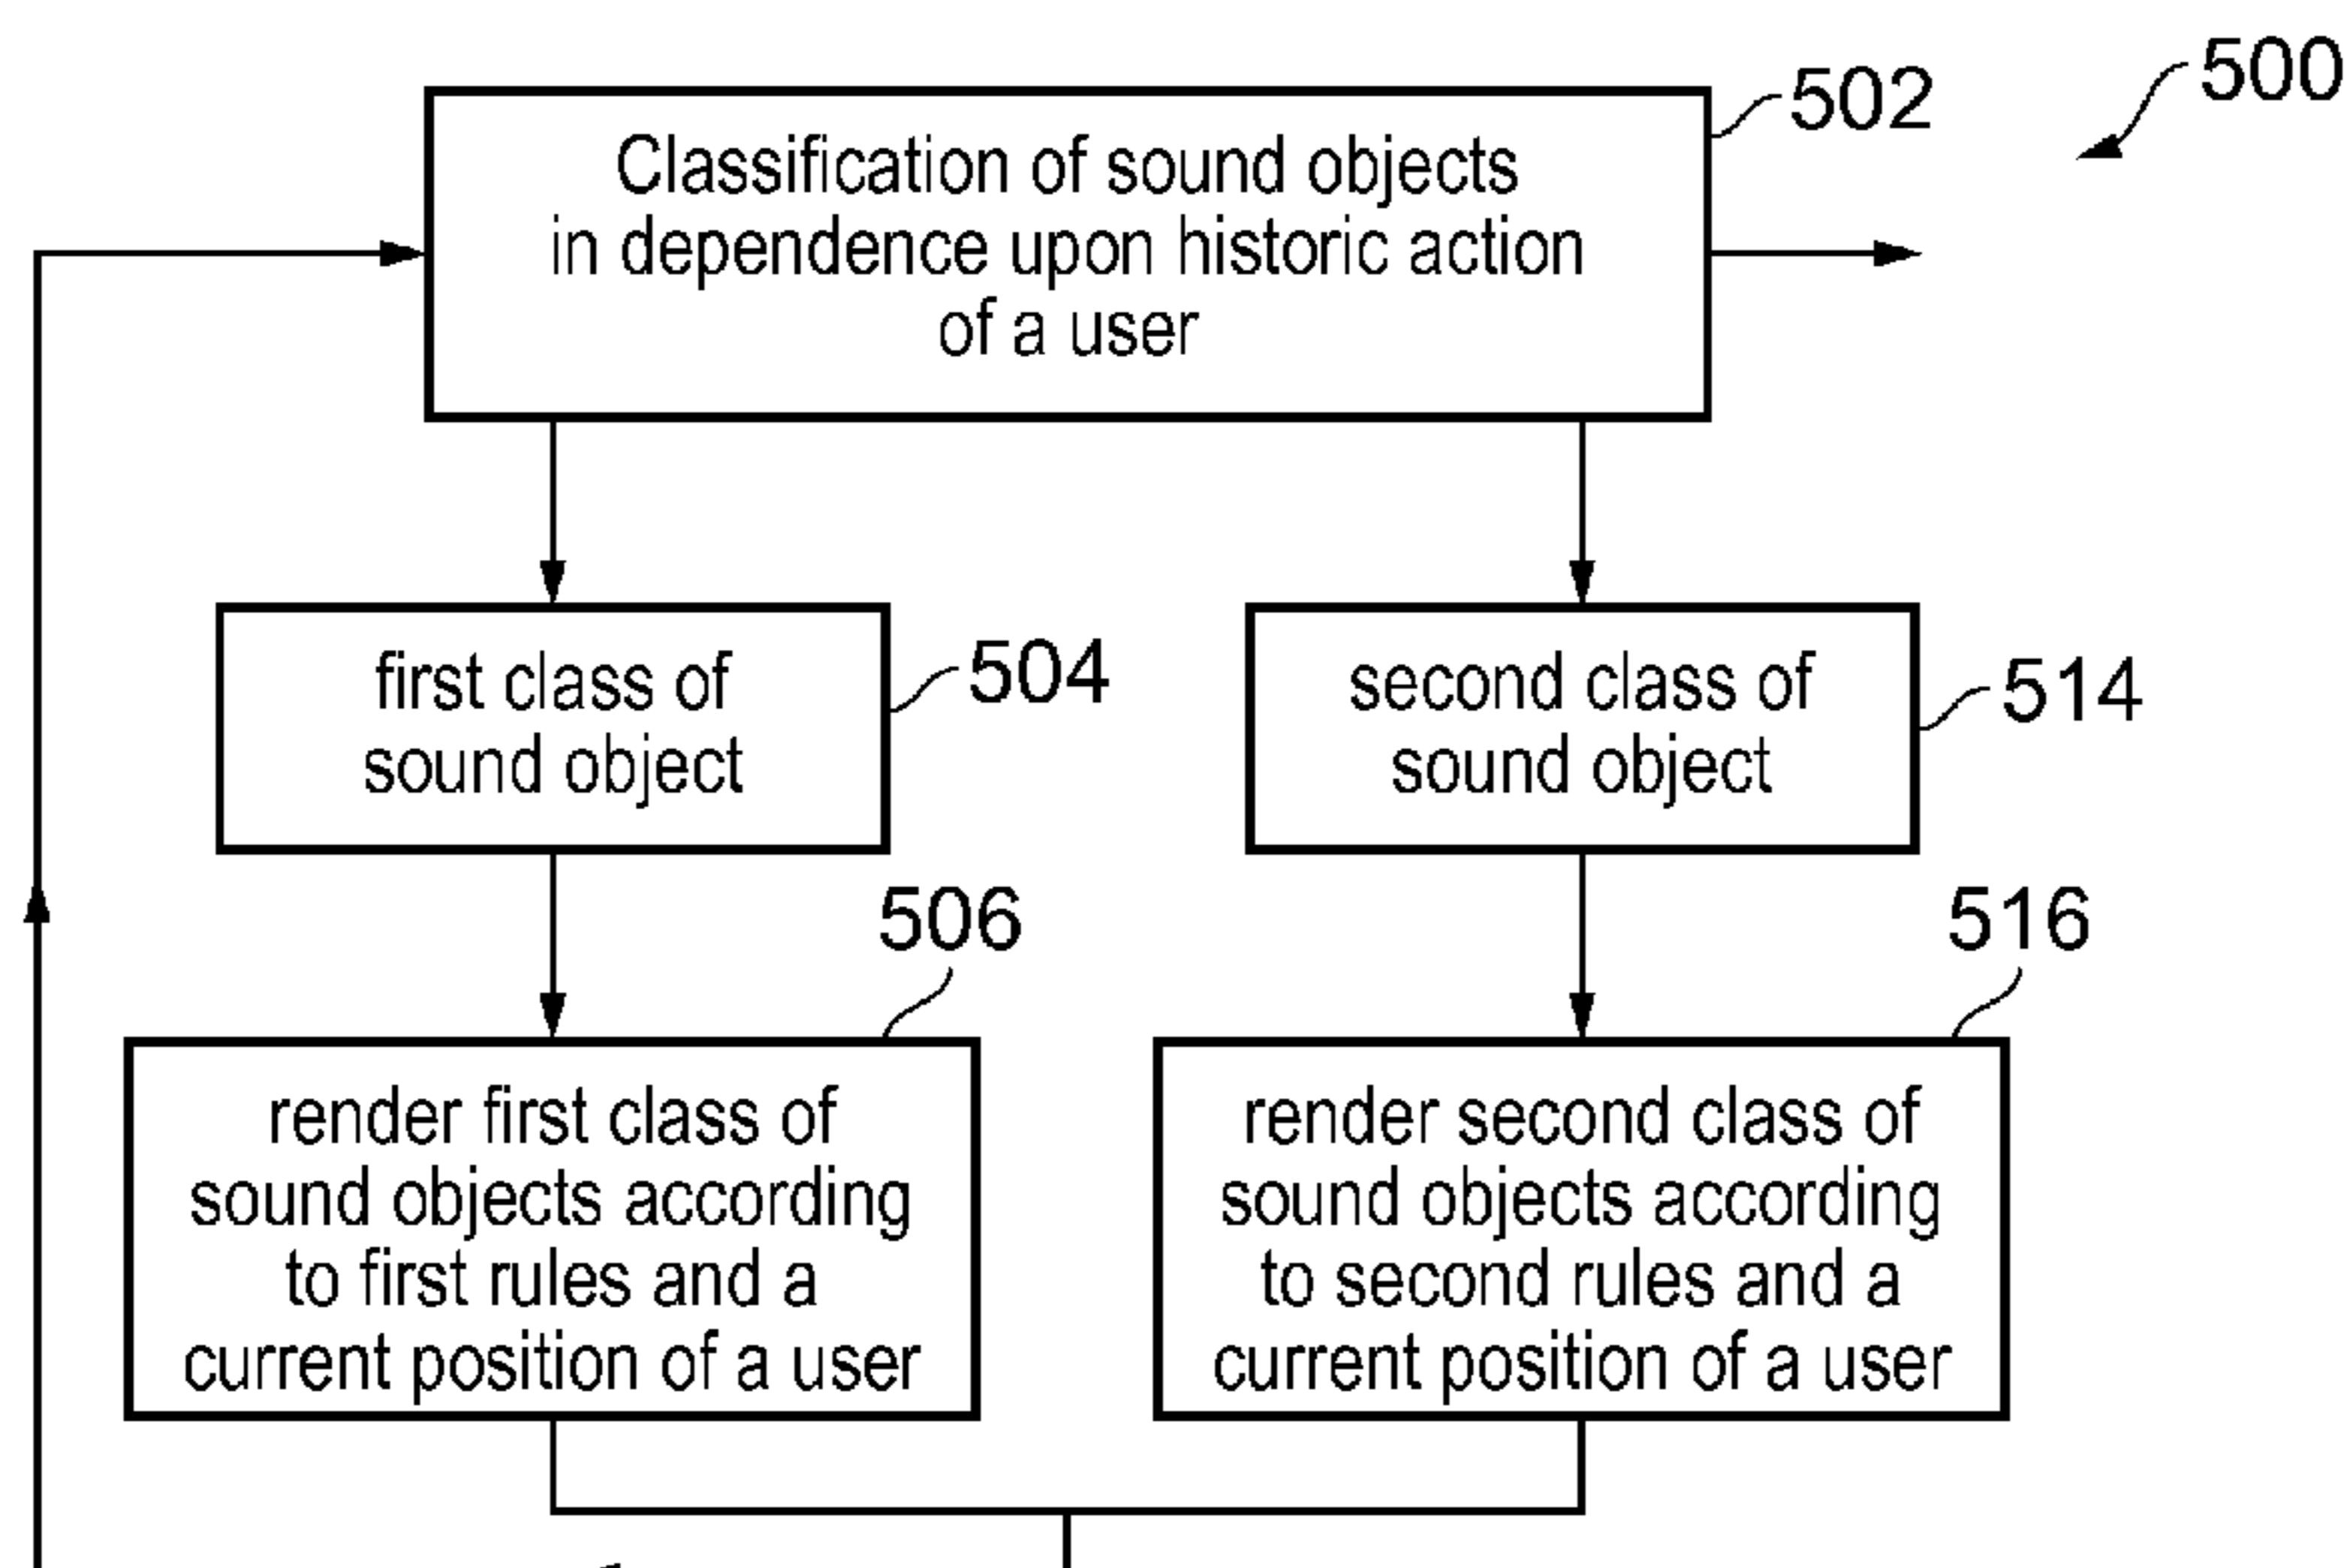 500
502
Classification of sound objects
in dependence upon historic action
of a user
504
first class of
sound object
514
second class of
sound object
506
render first class of
sound objects according
to first rules and a
current position of a user
516
render second class of
sound objects according
to second rules and a
current position of a user